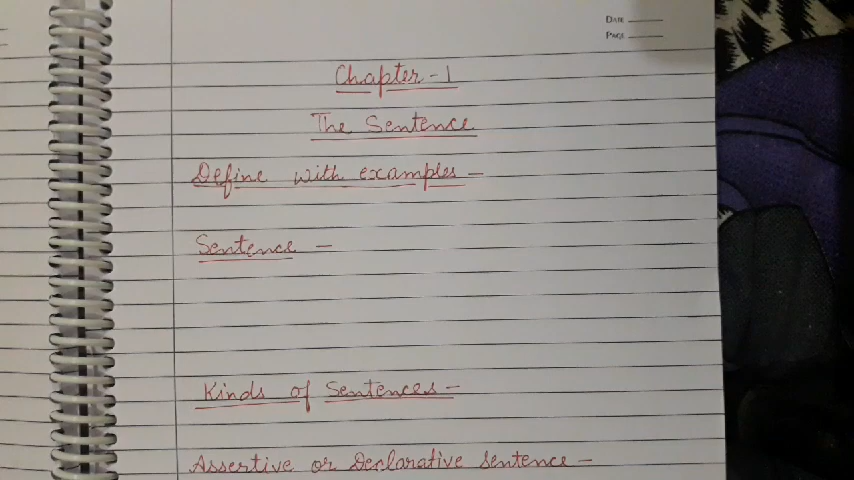 DATE
PAGE
Chapter - 1
The Sentence
Define with examples -
Sentence -
Kinds of Sentences -
Assertive or Declarative sentence -